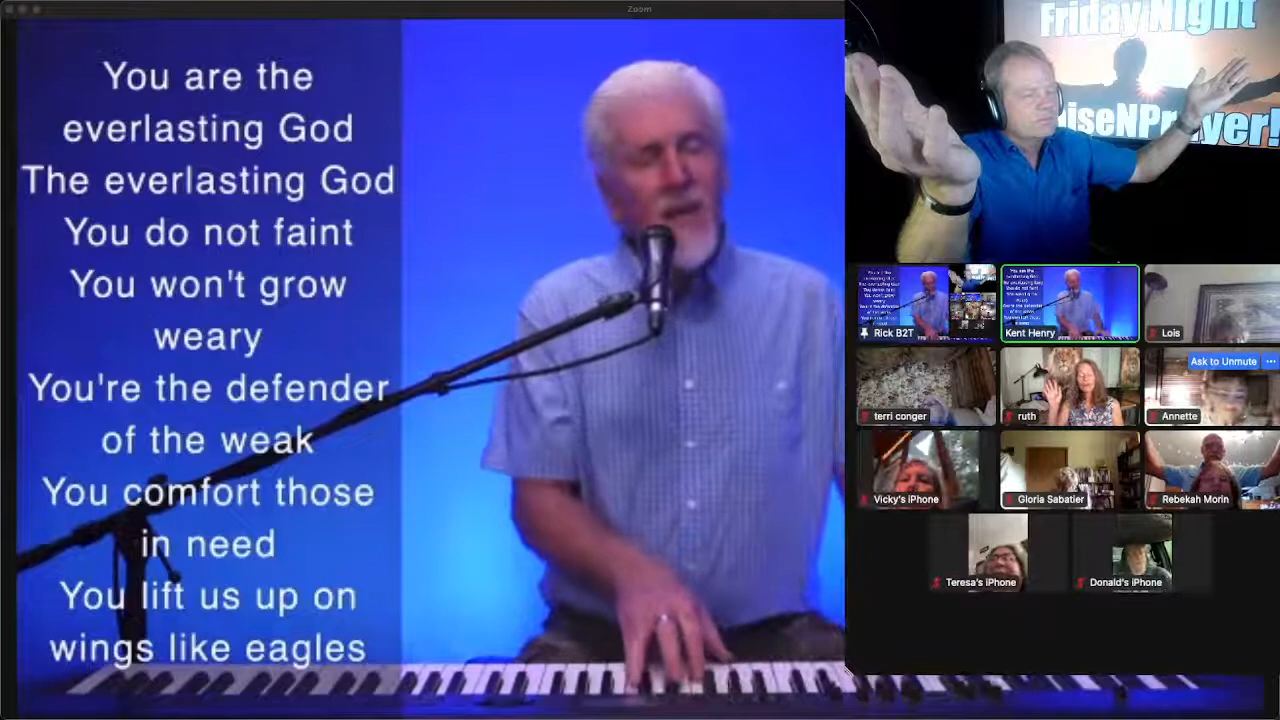 Zoom
You are the
everlasting God
The everlasting God
You do not faint
You won't grow
weary
You're the defender
of the weak
You comfort those
in need
You lift us up on
wings like eagles
Friday Night
iseNPrayer!
Rick B2T
Kent Henry
Lois
terri conger
ruth
Ask to Unmute
Annette
Vicky's iPhone
Gloria Sabatier
Rebekah Morin
Teresa's iPhone
Donald's iPhone